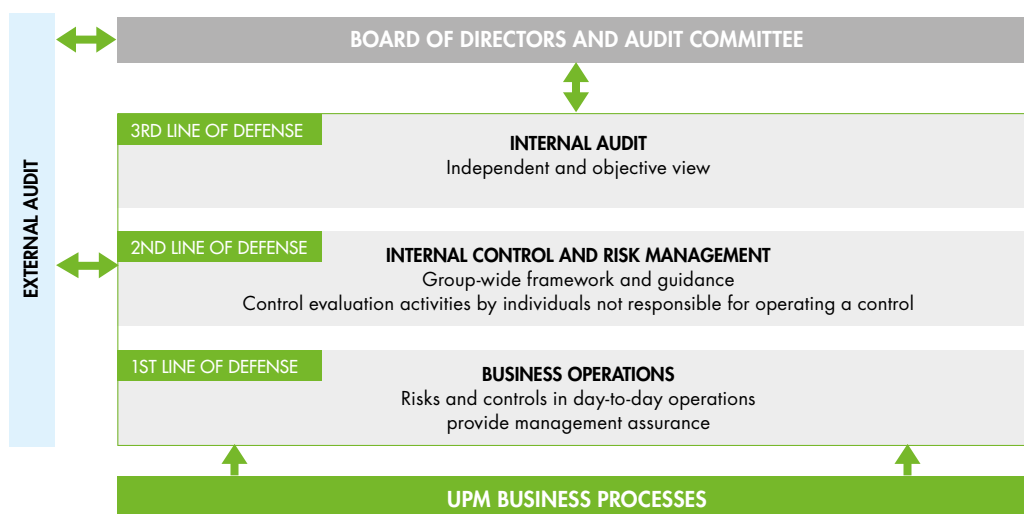 BOARD OF DIRECTORS AND AUDIT COMMITTEE
EXTERNAL AUDIT
3RD LINE OF DEFENSE
INTERNAL AUDIT
Independent and objective view
2ND LINE OF DEFENSE
INTERNAL CONTROL AND RISK MANAGEMENT
Group-wide framework and guidance
Control evaluation activities by individuals not responsible for operating a control
1ST LINE OF DEFENSE
BUSINESS OPERATIONS
Risks and controls in day-to-day operations
provide management assurance
UPM BUSINESS PROCESSES